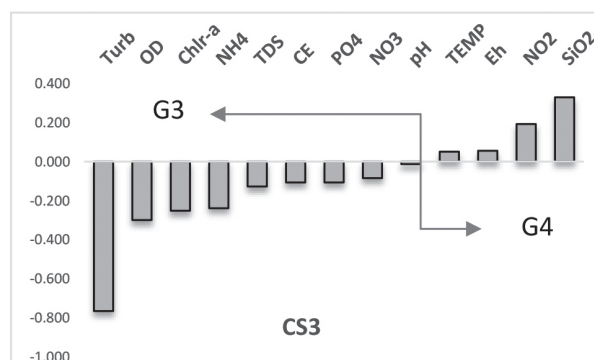 Turb OD Chlr-a NH4 TDS CE PO4 NO3 pH TEMP Eh NO2 SiO2
0.400
0.200
0.000
-0.200
-0.400
-0.600
-0.800
-1.000
G3
G4
CS3